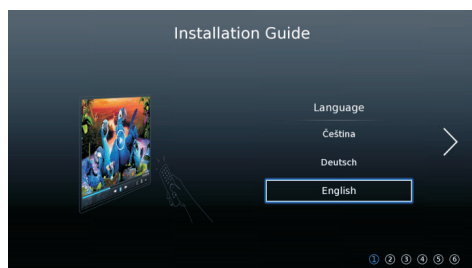 Installation Guide
Language
Čeština
Deutsch
English
① ② ③ ④ ⑤ ⑥